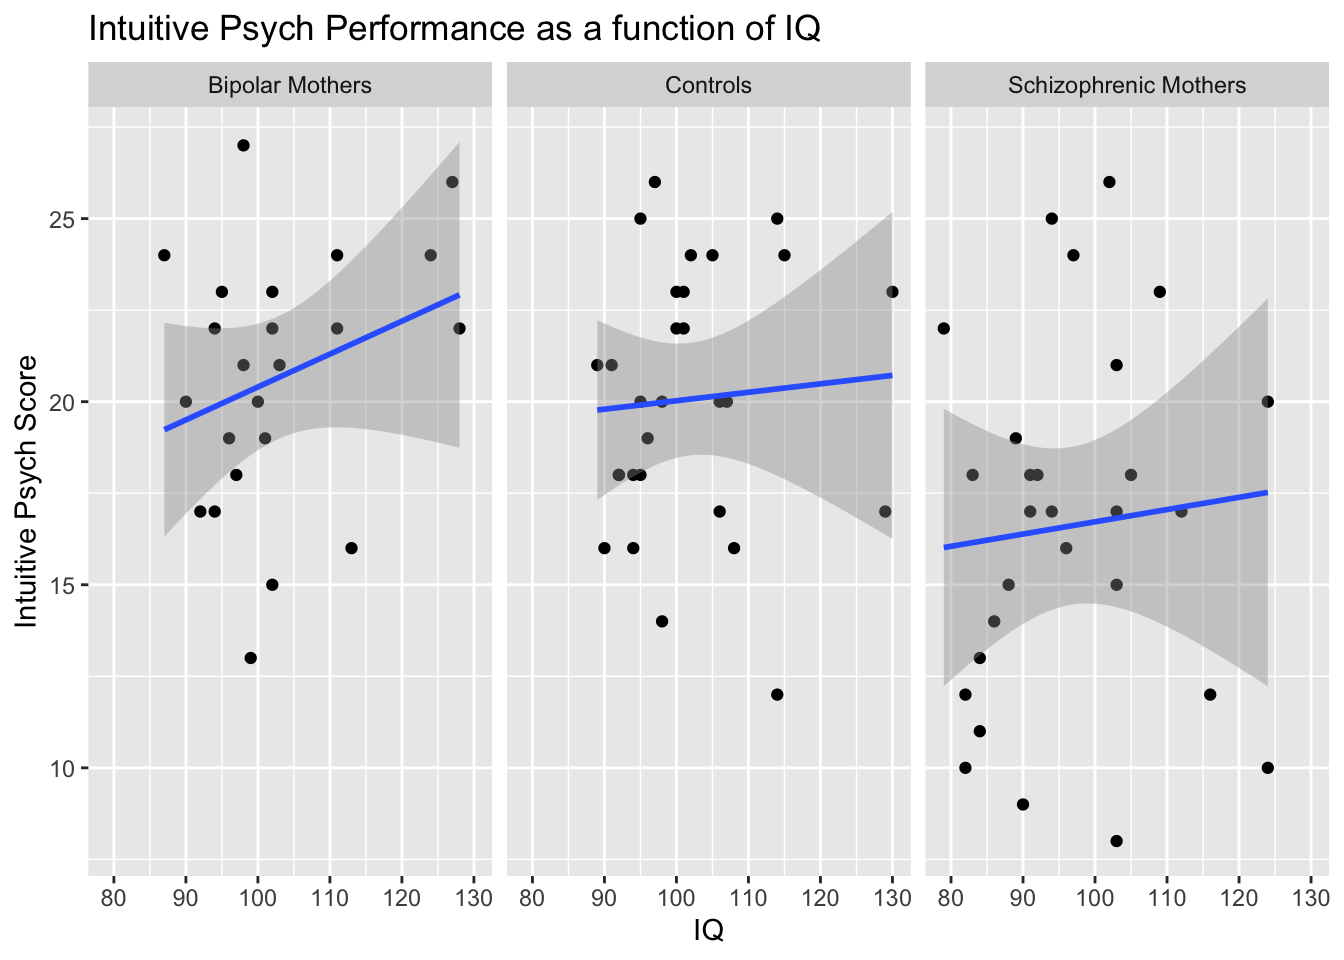 Intuitive Psych Performance as a function of IQ
Bipolar Mothers
Controls
Schizophrenic Mothers
Intuitive Psych Score
25
20
15
10
80 90 100 110 120 130
80 90 100 110 120 130
80 90 100 110 120 130
IQ